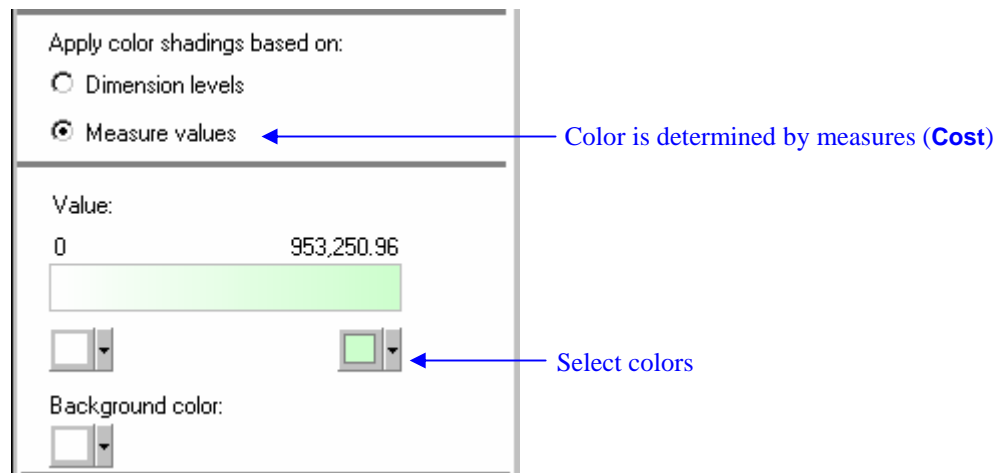 Apply color shadings based on:
Dimension levels
Measure values
Color is determined by measures (Cost)
Value:
0 953,250.96
Select colors
Background color: